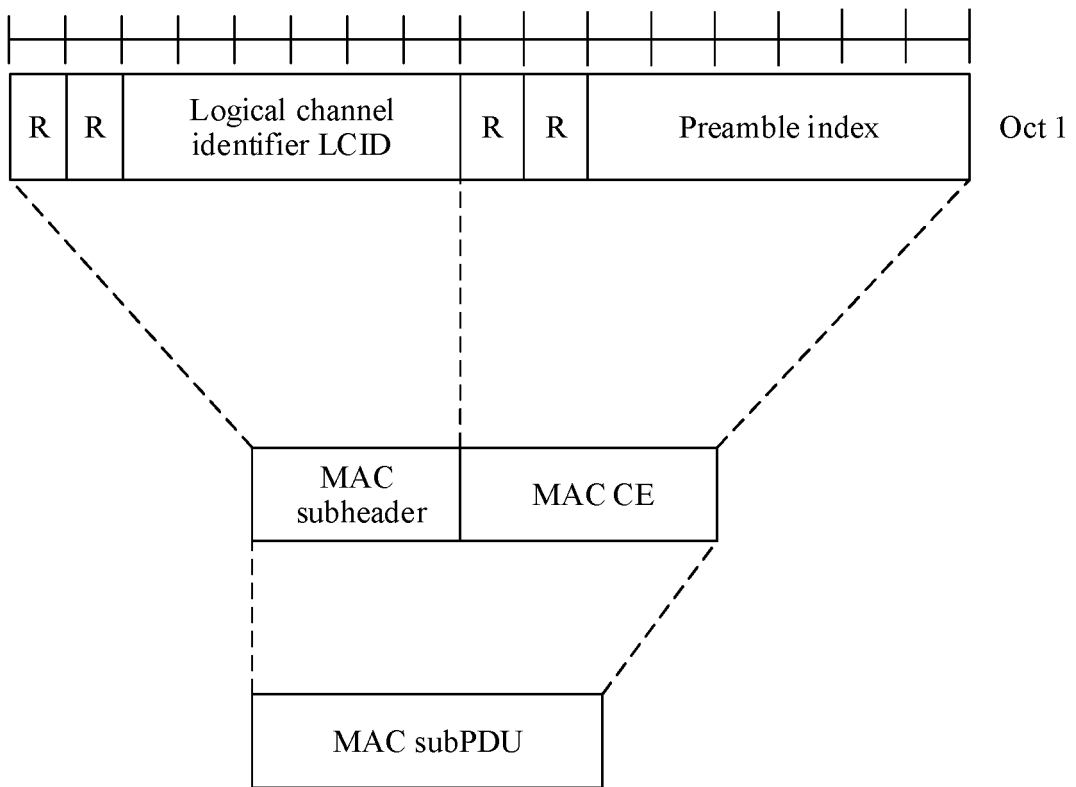 R
R
Logical channel
identifier LCID
R
R
Preamble index
Oct 1
MAC
subheader
MAC CE
MAC subPDU